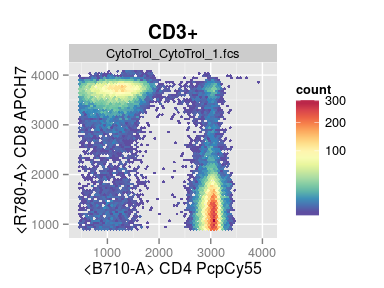 CD3+
CytoTrol_CytoTrol_1.fcs
<R780-A> CD8 APCH7
4000
3000
2000
1000
1000 2000 3000 4000
<B710-A> CD4 PcpCy55
count
300
200
100